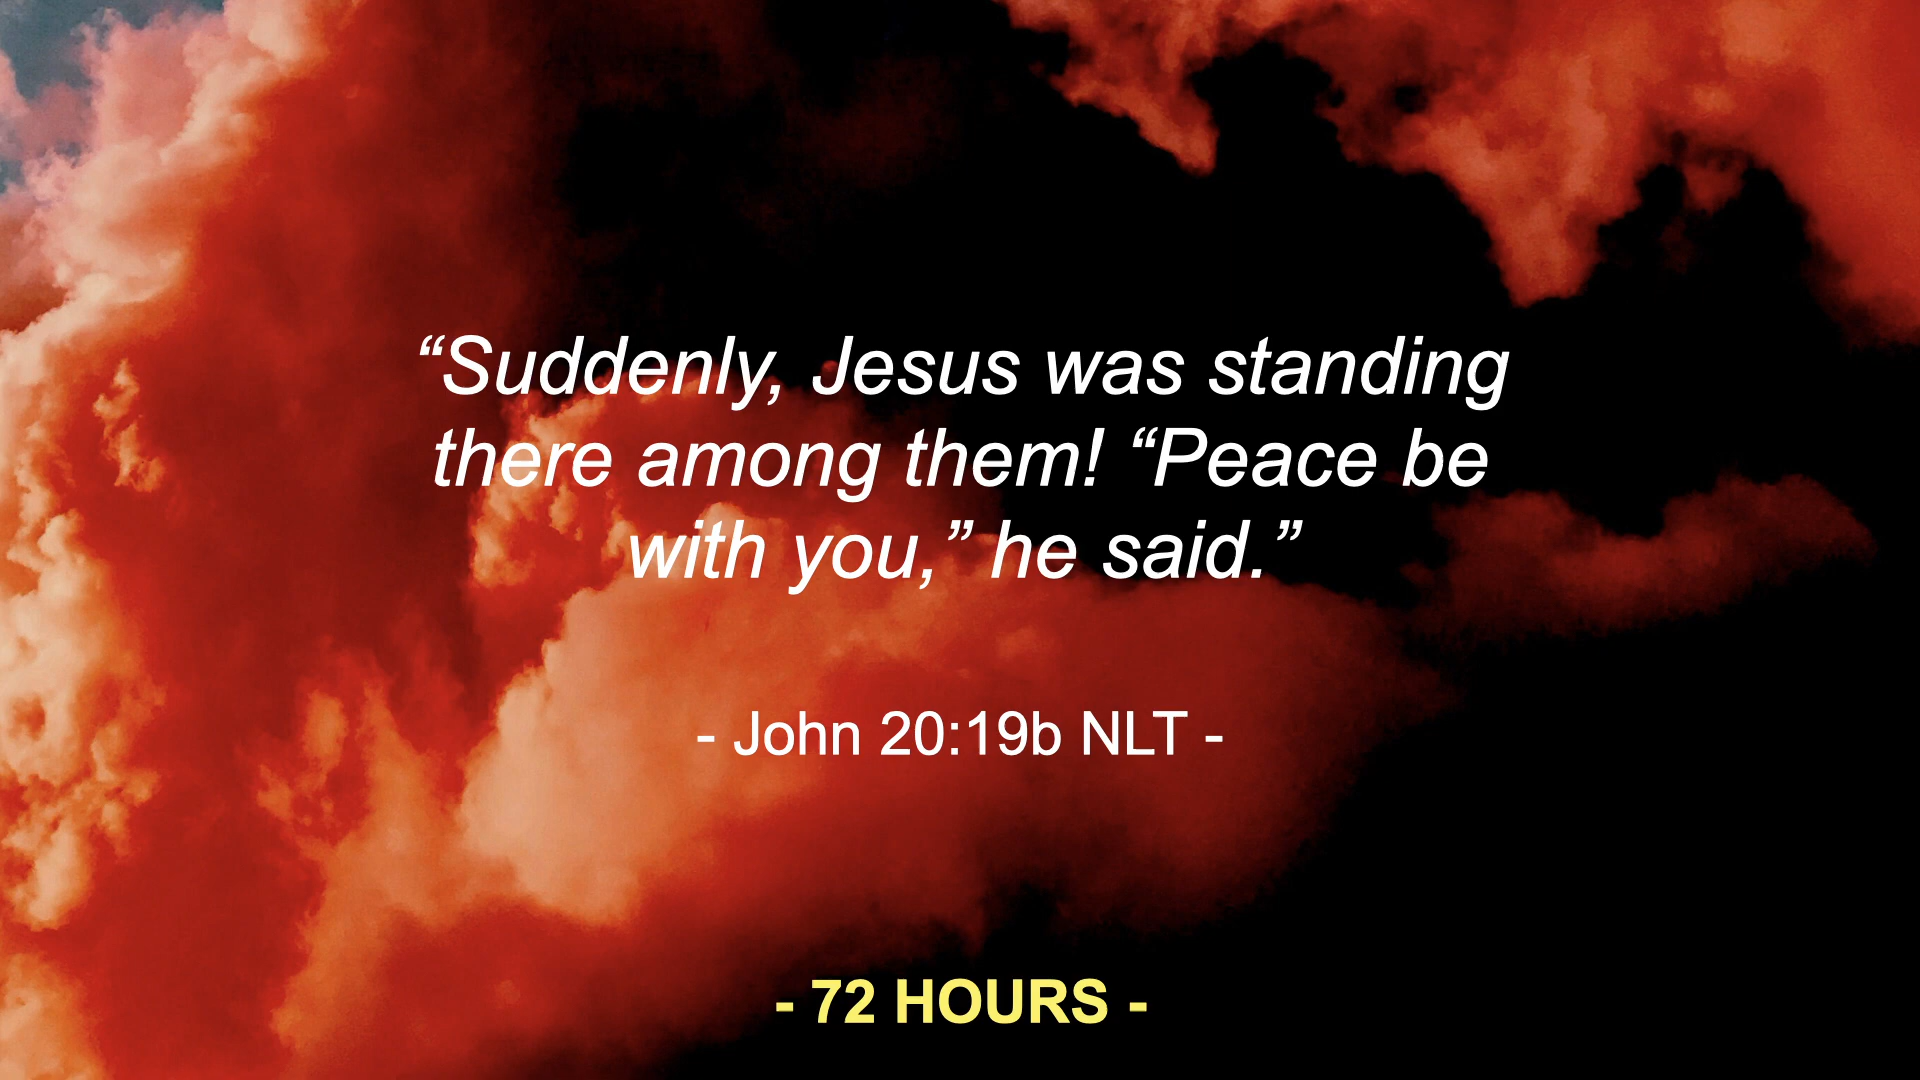 “Suddenly, Jesus was standing
there among them! “Peace be
with you,” he said.”
- John 20:19b NLT -
- 72 HOURS -